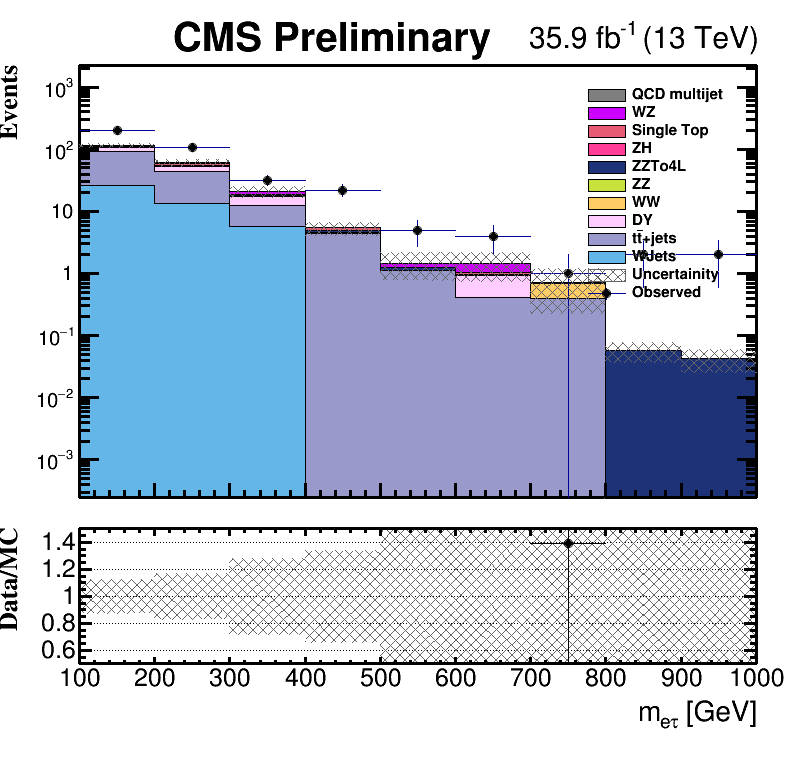 CMS Preliminary 35.9 fb⁻¹ (13 TeV)
Events
10³
10²
10
1
10⁻¹
10⁻²
10⁻³
QCD multijet
WZ
Single Top
ZH
ZZTo4L
ZZ
WW
DY
tt̄+jets
WJets
Uncertainity
Observed
Data/MC
1.4
1.2
1
0.8
0.6
100 200 300 400 500 600 700 800 900 1000
m_eτ [GeV]